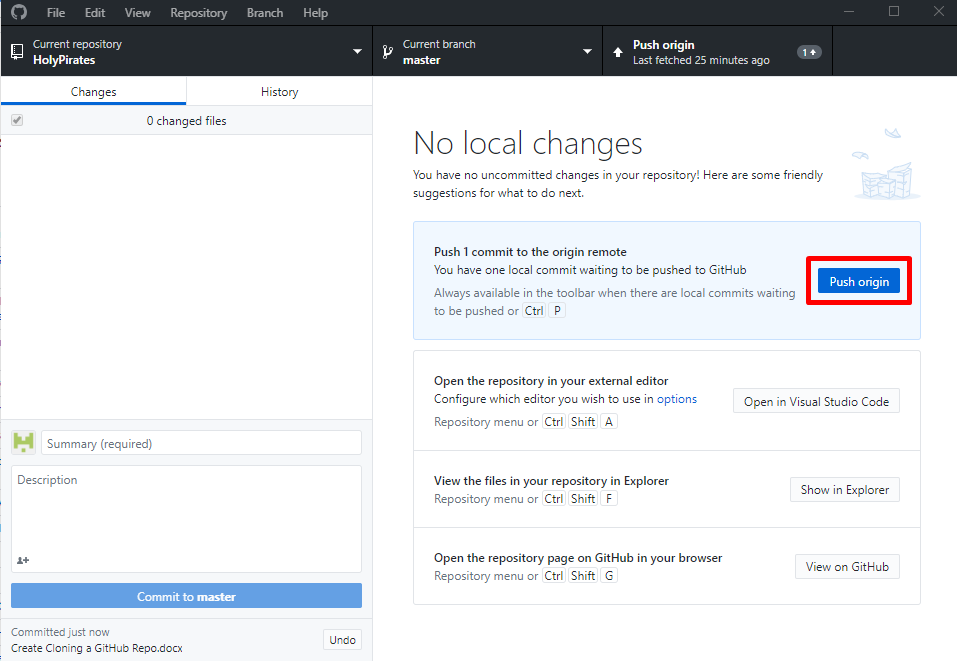 File Edit View Repository Branch Help
Current repository
HolyPirates
Current branch
master
Push origin
Last fetched 25 minutes ago
1
Changes
History
0 changed files
No local changes
You have no uncommitted changes in your repository! Here are some friendly
suggestions for what to do next.
Push 1 commit to the origin remote
You have one local commit waiting to be pushed to GitHub
Always available in the toolbar when there are local commits waiting
to be pushed or Ctrl P
Push origin
Open the repository in your external editor
Configure which editor you wish to use in options
Repository menu or Ctrl Shift A
Open in Visual Studio Code
View the files in your repository in Explorer
Repository menu or Ctrl Shift F
Show in Explorer
Open the repository page on GitHub in your browser
Repository menu or Ctrl Shift G
View on GitHub
Summary (required)
Description
Commit to master
Committed just now
Create Cloning a GitHub Repo.docx
Undo